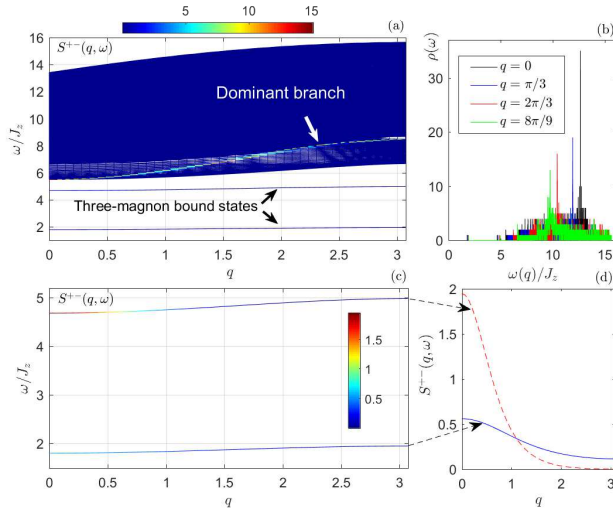 5 10 15
S⁺⁻(q, ω)
(a)
16
14
12
10
8
6
4
2
ω/J_z
Dominant branch
Three-magnon bound states
0 0.5 1 1.5 2 2.5 3
q
(b)
ρ(ω)
30
20
10
0
q = 0
q = π/3
q = 2π/3
q = 8π/9
5 10 15
ω(q)/J_z
S⁺⁻(q, ω)
(c)
5
4
3
2
ω/J_z
1.5
1
0.5
0 0.5 1 1.5 2 2.5 3
q
(d)
S⁺⁻(q, ω)
2
1.5
1
0.5
0
0 1 2 3
q